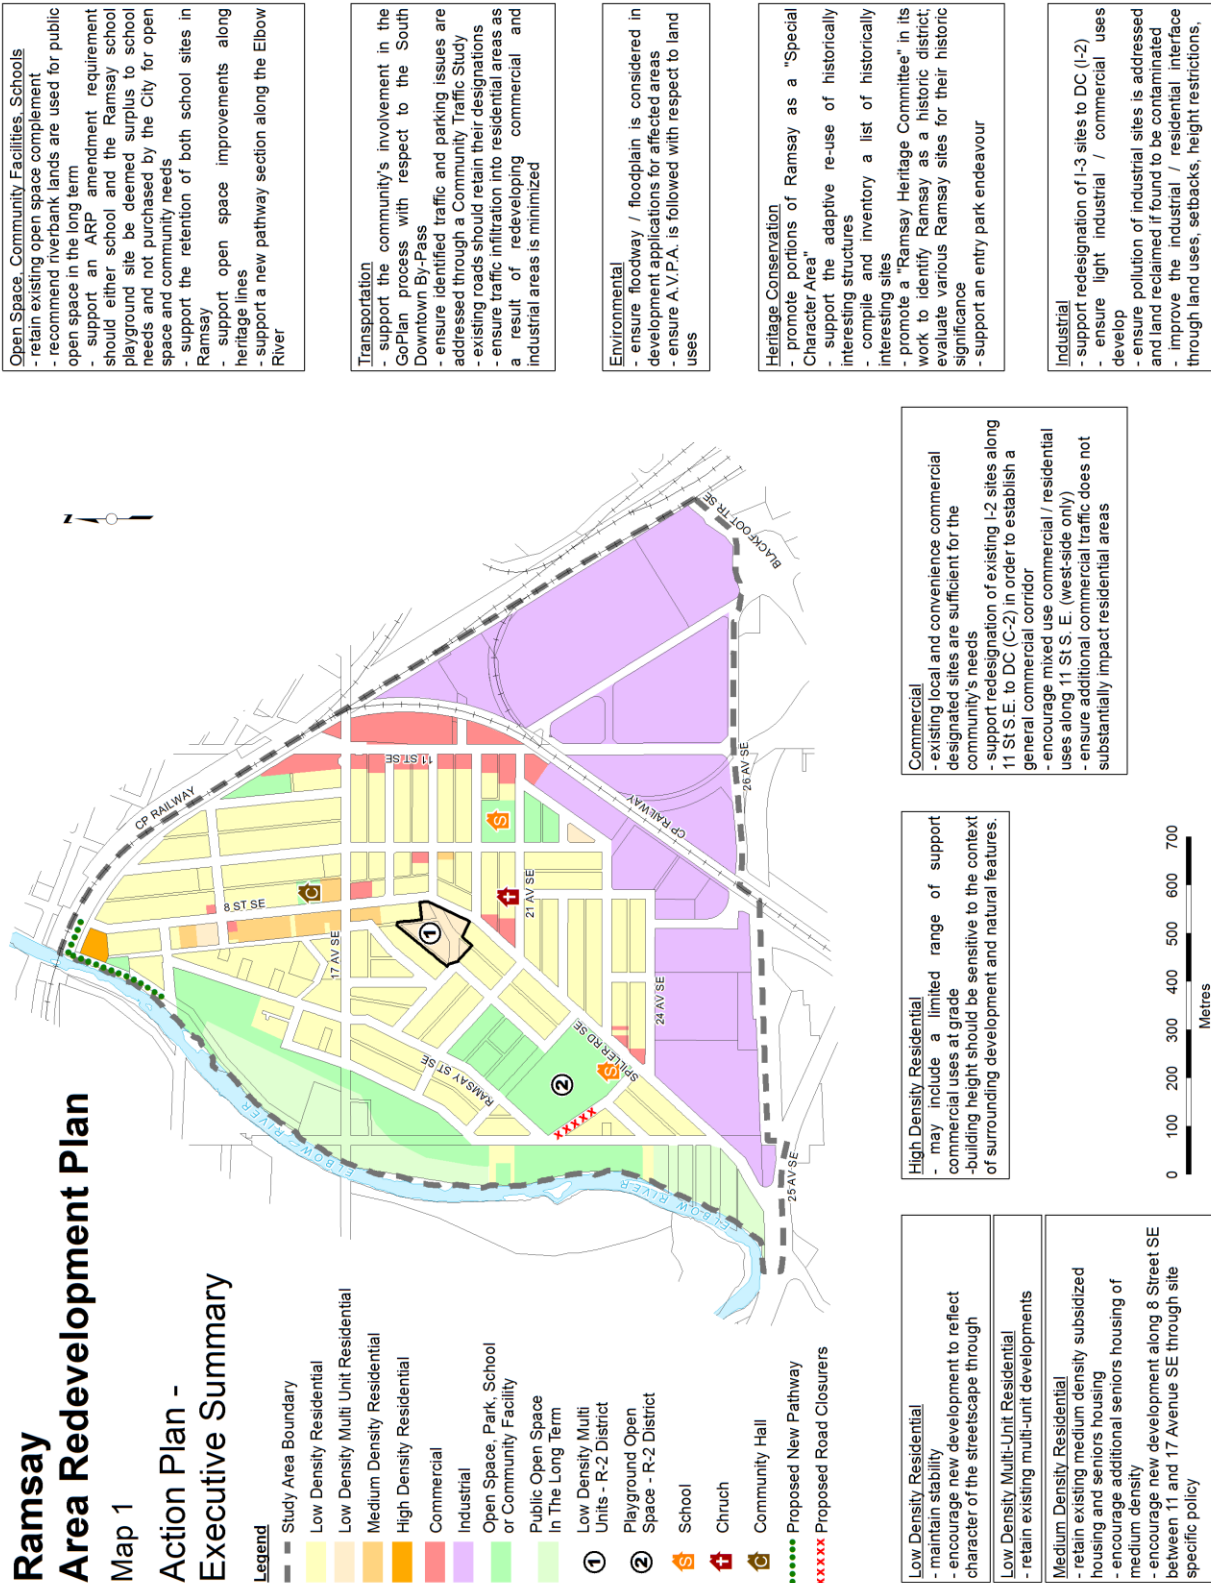 Ramsay
Area Redevelopment Plan
Map 1
Action Plan -
Executive Summary
Legend
Study Area Boundary
Low Density Residential
Low Density Multi Unit Residential
Medium Density Residential
High Density Residential
Commercial
Industrial
Open Space, Park, School
or Community Facility
Public Open Space
In The Long Term
1
Low Density Multi
Units - R-2 District
2
Playground Open
Space - R-2 District
S
School
Chruch
C
Community Hall
Proposed New Pathway
xxxxx
Proposed Road Closurers
N
CP RAILWAY
8 ST SE
C
17 AV SE
11 ST SE
1
S
21 AV SE
ELBOW RIVER
RAMSAY ST SE
2
SPILLER RD SE
S
xxxxx
24 AV SE
CP RAILWAY
26 AV SE
BLACKFOOT TR SE
ELBOW RIVER
25 AV SE
Open Space, Community Facilities, Schools
- retain existing open space complement
- recommend riverbank lands are used for public
open space in the long term
- support an ARP amendment requirement
should either school and the Ramsay school
playground site be deemed surplus to school
needs and not purchased by the City for open
space and community needs
- support the retention of both school sites in
Ramsay
- support open space improvements along
heritage lines
- support a new pathway section along the Elbow
River
Transportation
- support the community's involvement in the
GoPlan process with respect to the South
Downtown By-Pass
- ensure identified traffic and parking issues are
addressed through a Community Traffic Study
- existing roads should retain their designations
- ensure traffic infiltration into residential areas as
a result of redeveloping commercial and
industrial areas is minimized
Environmental
- ensure floodway / floodplain is considered in
development applications for affected areas
- ensure A.V.P.A. is followed with respect to land
uses
Heritage Conservation
- promote portions of Ramsay as a "Special
Character Area"
- support the adaptive re-use of historically
interesting structures
- compile and inventory a list of historically
interesting sites
- promote a "Ramsay Heritage Committee" in its
work to identify Ramsay as a historic district;
evaluate various Ramsay sites for their historic
significance
- support an entry park endeavour
Industrial
- support redesignation of I-3 sites to DC (I-2)
- ensure light industrial / commercial uses
develop
- ensure pollution of industrial sites is addressed
and land reclaimed if found to be contaminated
- improve the industrial / residential interface
through land uses, setbacks, height restrictions,
Low Density Residential
- maintain stability
- encourage new development to reflect
character of the streetscape through
Low Density Multi-Unit Residential
- retain existing multi-unit developments
Medium Density Residential
- retain existing medium density subsidized
housing and seniors housing
- encourage additional seniors housing of
medium density
- encourage new development along 8 Street SE
between 11 and 17 Avenue SE through site
specific policy
High Density Residential
- may include a limited range of support
commercial uses at grade
-building height should be sensitive to the context
of surrounding development and natural features.
Commercial
- existing local and convenience commercial
designated sites are sufficient for the
community's needs
- support redesignation of existing I-2 sites along
11 St S.E. to DC (C-2) in order to establish a
general commercial corridor
- encourage mixed use commercial / residential
uses along 11 St S. E. (west-side only)
- ensure additional commercial traffic does not
substantially impact residential areas
0 100 200 300 400 500 600 700
Metres